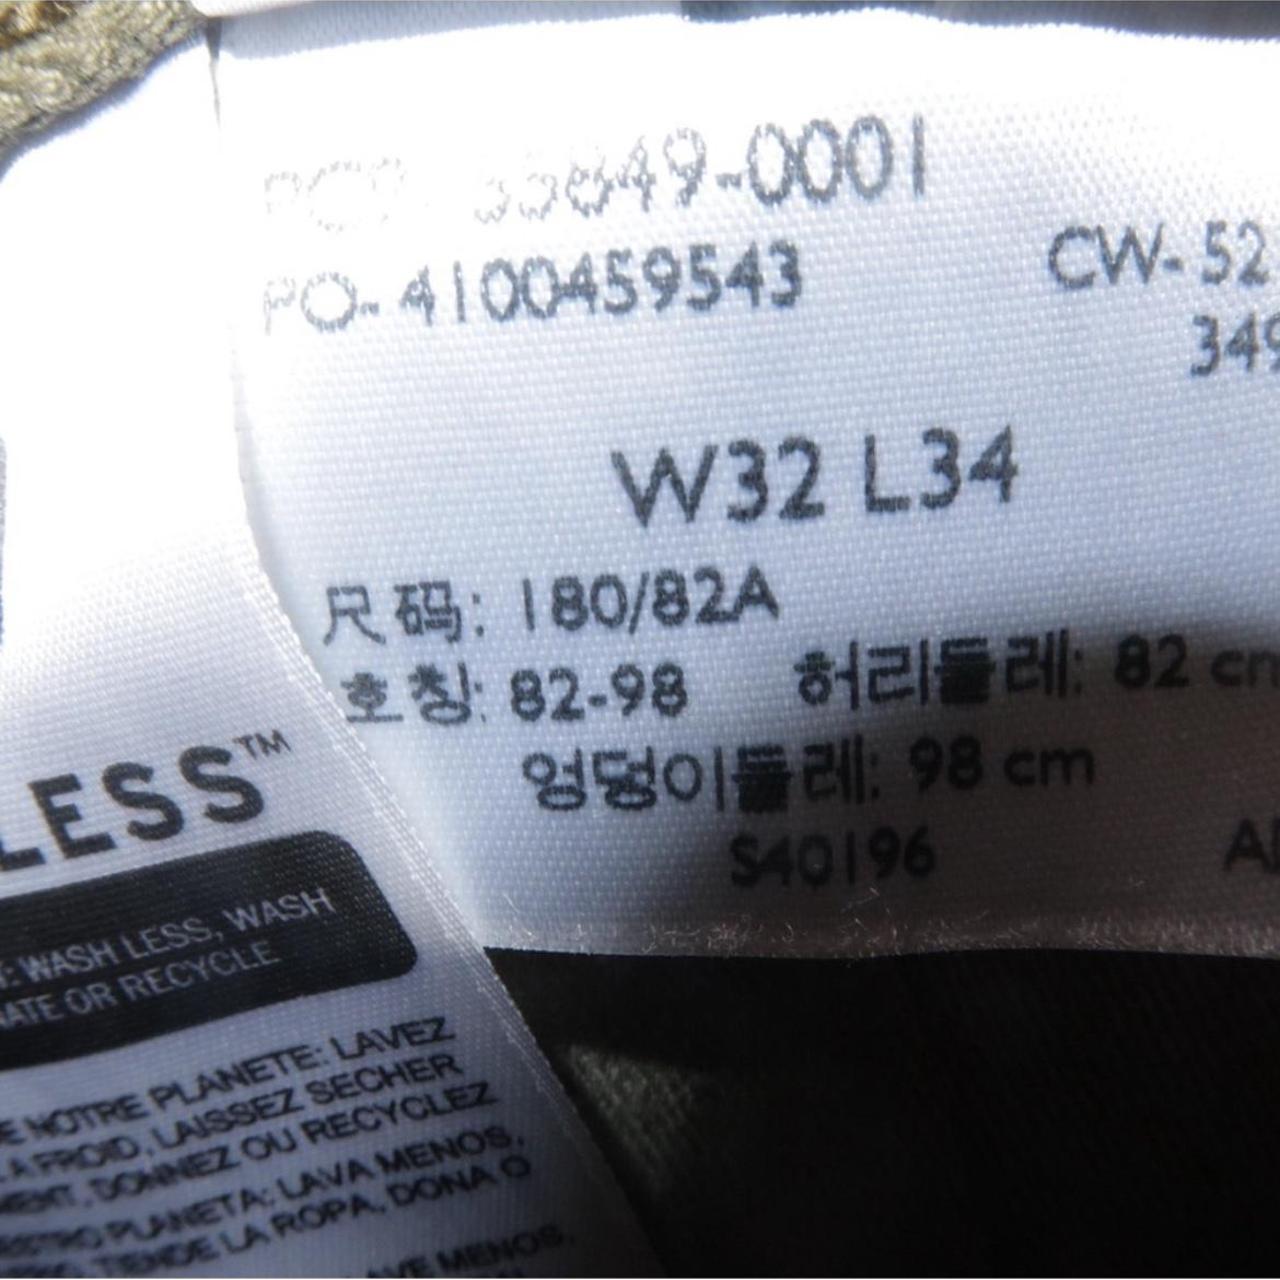 49-0001
PO- 4100459543
CW- 52
349
W32 L34
尺码: 180/82A
호칭: 82-98 허리둘레: 82 cm
엉덩이둘레: 98 cm
S40196
LESS™
: WASH LESS, WASH
OR RECYCLE
NOTRE PLANETE: LAVEZ
A FROID, LAISSEZ SECHER
DONNEZ OU RECYCLEZ
PLANETA: LAVA MENOS,
TIENDE LA ROPA, DONA O
MENOS.